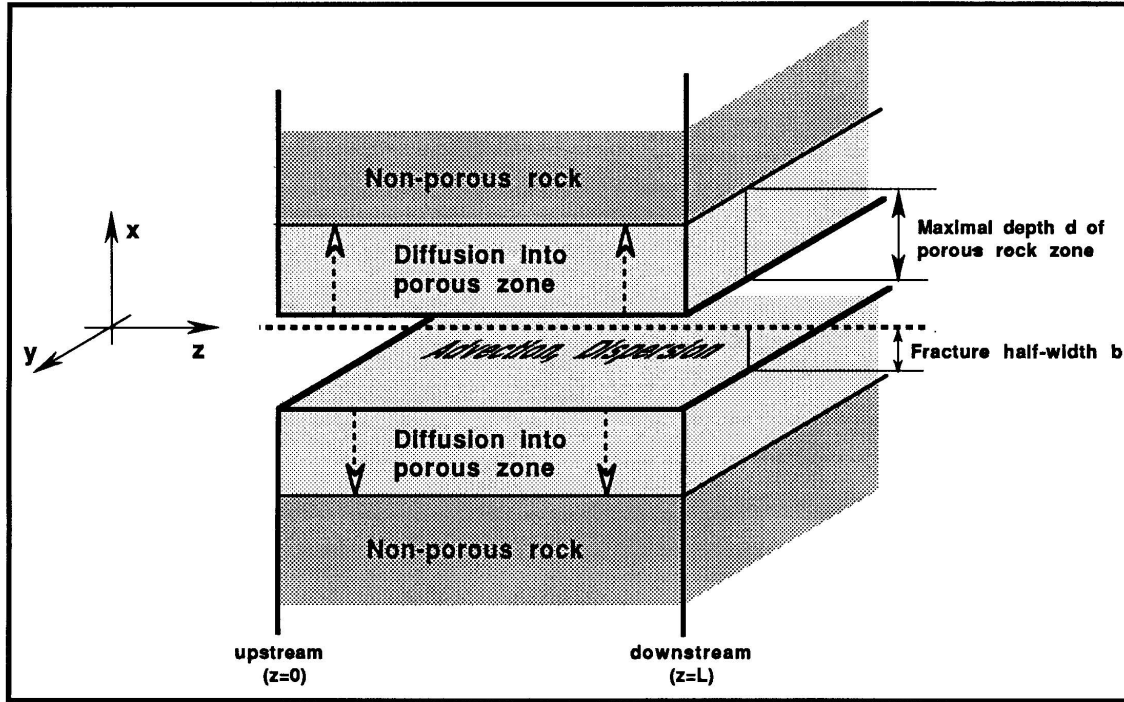 Non-porous rock
x
Diffusion into
porous zone
Maximal depth d of
porous rock zone
y
z
Advection, Dispersion
Fracture half-width b
Diffusion into
porous zone
Non-porous rock
upstream
(z=0)
downstream
(z=L)